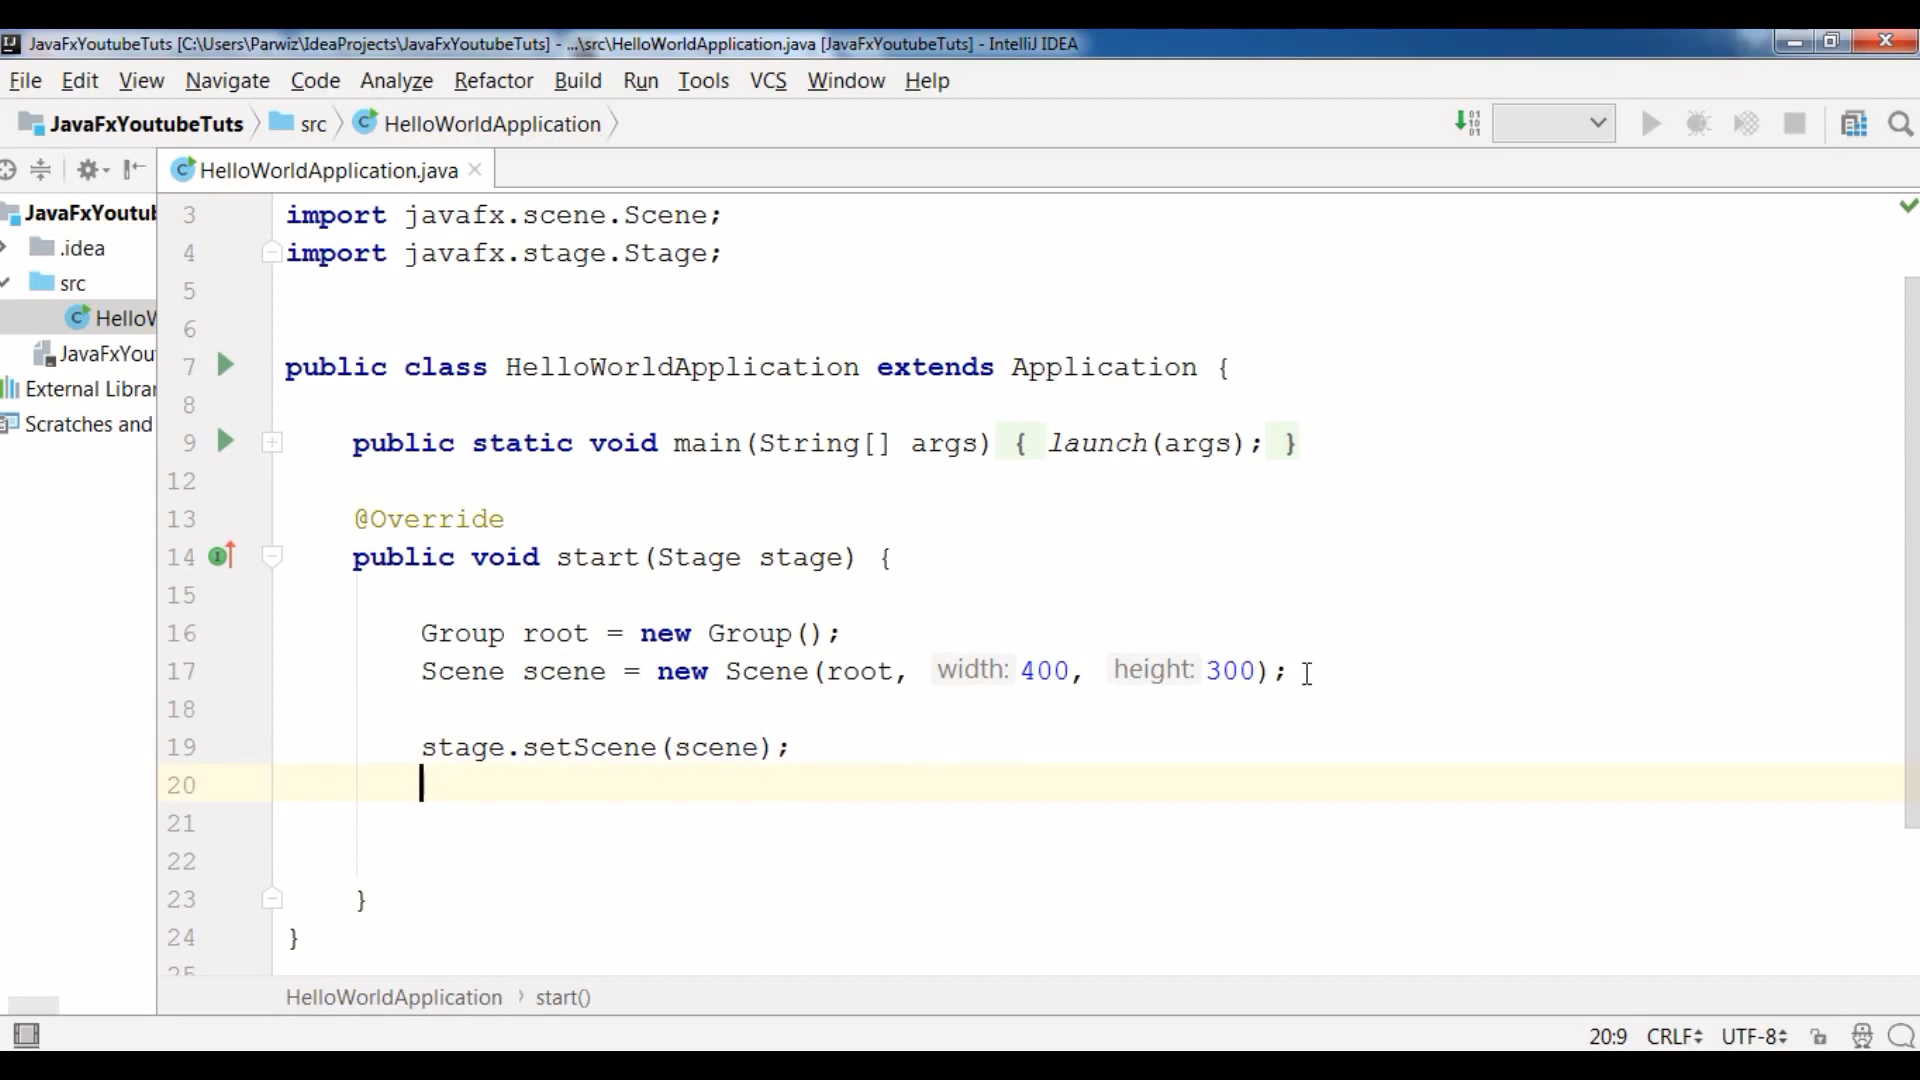 JavaFxYoutubeTuts [C:\Users\Parwiz\IdeaProjects\JavaFxYoutubeTuts] - ...\src\HelloWorldApplication.java [JavaFxYoutubeTuts] - IntelliJ IDEA
File Edit View Navigate Code Analyze Refactor Build Run Tools VCS Window Help
JavaFxYoutubeTuts src HelloWorldApplication
HelloWorldApplication.java
JavaFxYoutub
.idea
src
HelloW
JavaFxYou
External Librar
Scratches and
3 import javafx.scene.Scene;
4 import javafx.stage.Stage;
5
6
7 public class HelloWorldApplication extends Application {
8
9 public static void main(String[] args) { launch(args); }
12
13 @Override
14 public void start(Stage stage) {
15
16 Group root = new Group();
17 Scene scene = new Scene(root, width: 400, height: 300);
18
19 stage.setScene(scene);
20
21
22
23 }
24 }
25
HelloWorldApplication › start()
20:9 CRLF UTF-8